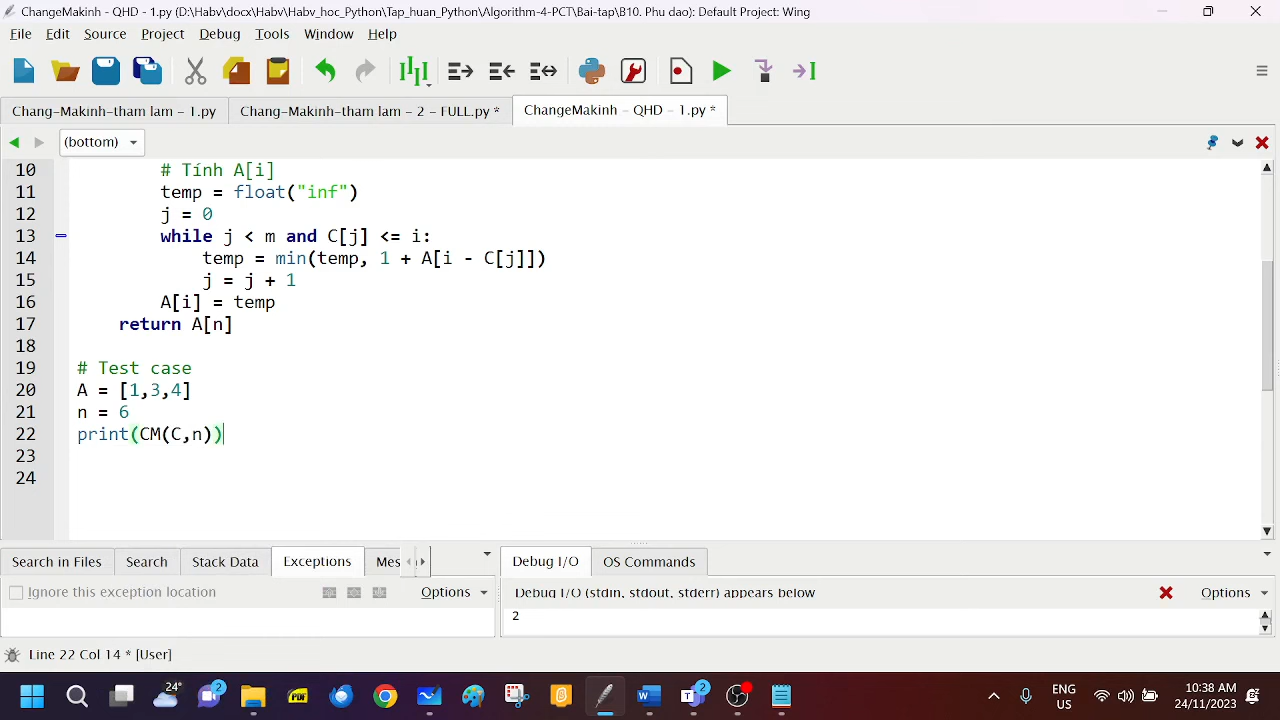 ChangeMakinh - QHD - 1.py (D:\Habv\docx\Habv\Habv_hoc_Python\Tap_huan_Python\Algorithm-4-PCT\Bai-tap\B10. Phu dao): Default Project: Wing
File Edit Source Project Debug Tools Window Help
Chang-Makinh-tham lam - 1.py Chang-Makinh-tham lam - 2 - FULL.py * ChangeMakinh - QHD - 1.py *
(bottom)
10 # Tính A[i]
11 temp = float("inf")
12 j = 0
13 while j < m and C[j] <= i:
14 temp = min(temp, 1 + A[i - C[j]])
15 j = j + 1
16 A[i] = temp
17 return A[n]
18
19 # Test case
20 A = [1,3,4]
21 n = 6
22 print(CM(C,n))
23
24
Search in Files Search Stack Data Exceptions Mes Debug I/O OS Commands
Ignore this exception location Options Debug I/O (stdin, stdout, stderr) appears below Options
2
Line 22 Col 14 * [User]
24° 2 PDF 2 ENG US 10:38 AM 24/11/2023